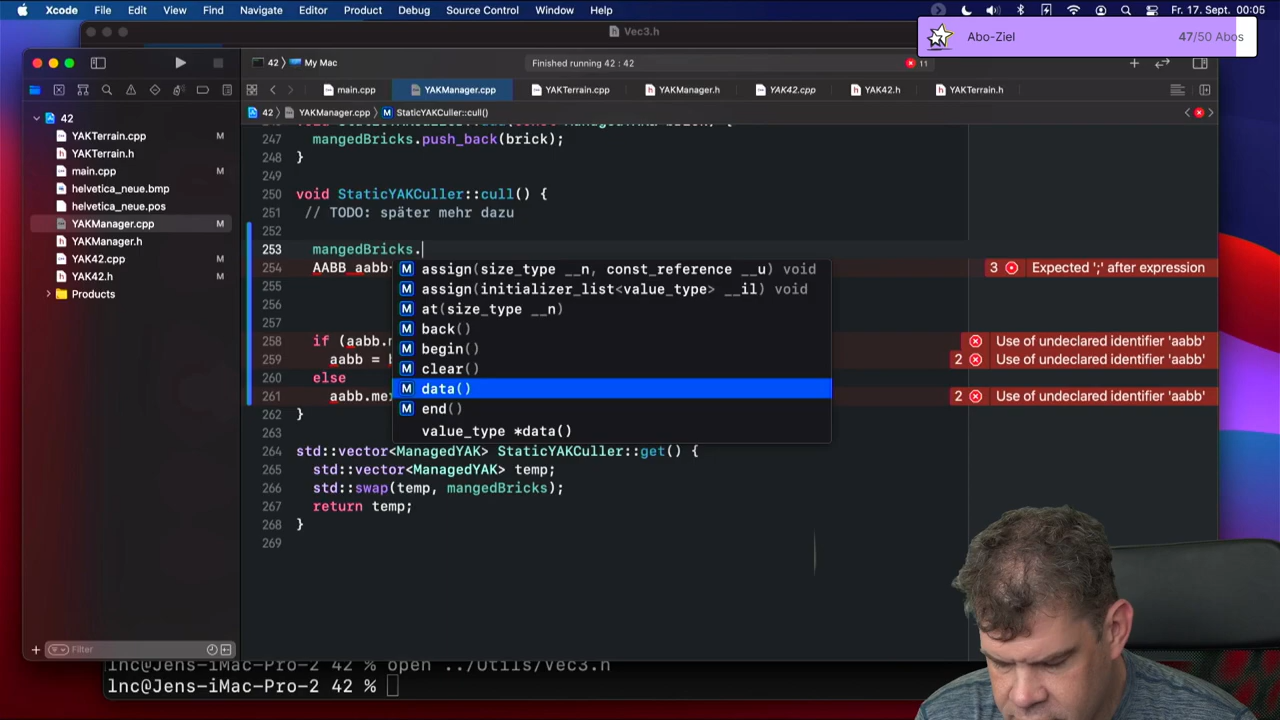 Xcode File Edit View Find Navigate Editor Product Debug Source Control Window Help Fr. 17. Sept. 00:05
Vec3.h
Abo-Ziel 47/50 Abos
42 〉 My Mac Finished running 42 : 42 11
main.cpp YAKManager.cpp YAKTerrain.cpp YAKManager.h YAK42.cpp YAK42.h YAKTerrain.h
42 〉 YAKManager.cpp 〉 M StaticYAKCuller::cull()
42
YAKTerrain.cpp M
YAKTerrain.h
main.cpp M
helvetica_neue.bmp
helvetica_neue.pos
YAKManager.cpp M
YAKManager.h M
YAK42.cpp M
YAK42.h M
Products
Filter
247 mangedBricks.push_back(brick);
248 }
249
250 void StaticYAKCuller::cull() {
251 // TODO: später mehr dazu
252
253 mangedBricks.
254 AABB aabb 3 Expected ';' after expression
255
256
257
258 if (aabb. Use of undeclared identifier 'aabb'
259 aabb = 2 Use of undeclared identifier 'aabb'
260 else
261 aabb. 2 Use of undeclared identifier 'aabb'
262 }
263
264 std::vector<ManagedYAK> StaticYAKCuller::get() {
265 std::vector<ManagedYAK> temp;
266 std::swap(temp, mangedBricks);
267 return temp;
268 }
269
M assign(size_type __n, const_reference __u) void
M assign(initializer_list<value_type> __il) void
M at(size_type __n)
M back()
M begin()
M clear()
M data()
M end()
value_type *data()
lnc@Jens-iMac-Pro-2 42 % open ../Utils/Vec3.h
lnc@Jens-iMac-Pro-2 42 %